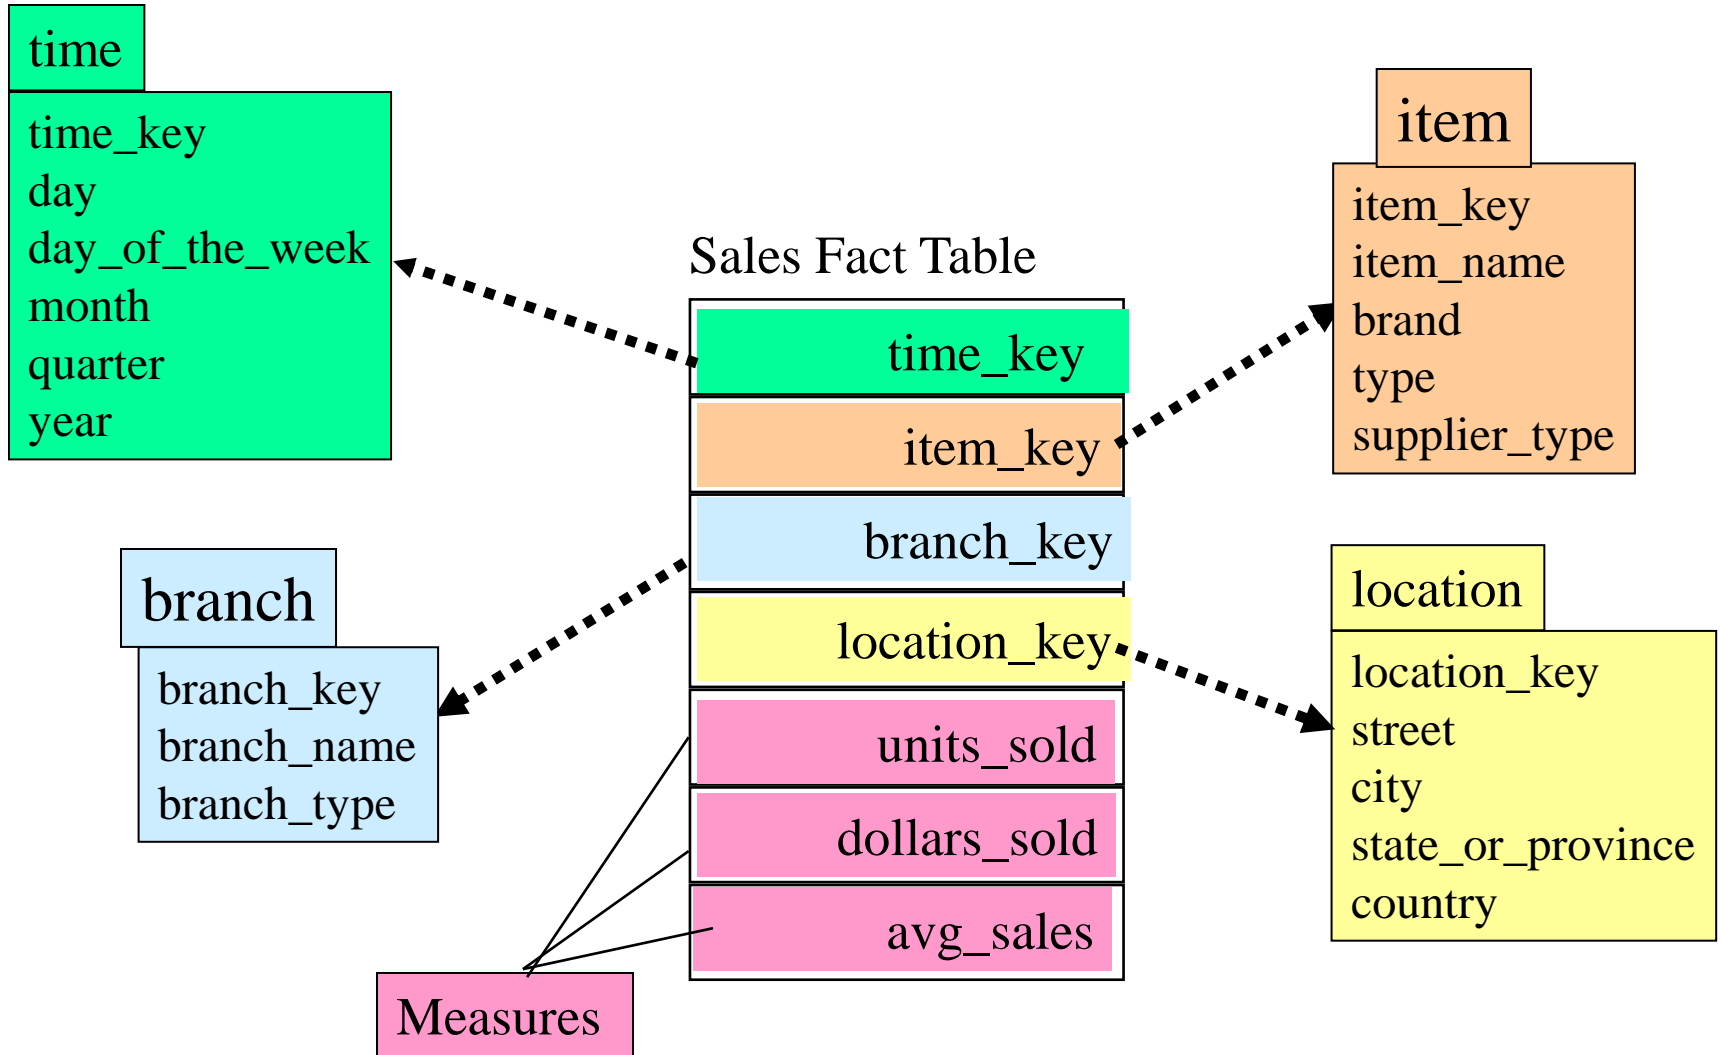 time
time_key
day
day_of_the_week
month
quarter
year
item
item_key
item_name
brand
type
supplier_type
Sales Fact Table
time_key
item_key
branch_key
location_key
units_sold
dollars_sold
avg_sales
branch
branch_key
branch_name
branch_type
location
location_key
street
city
state_or_province
country
Measures